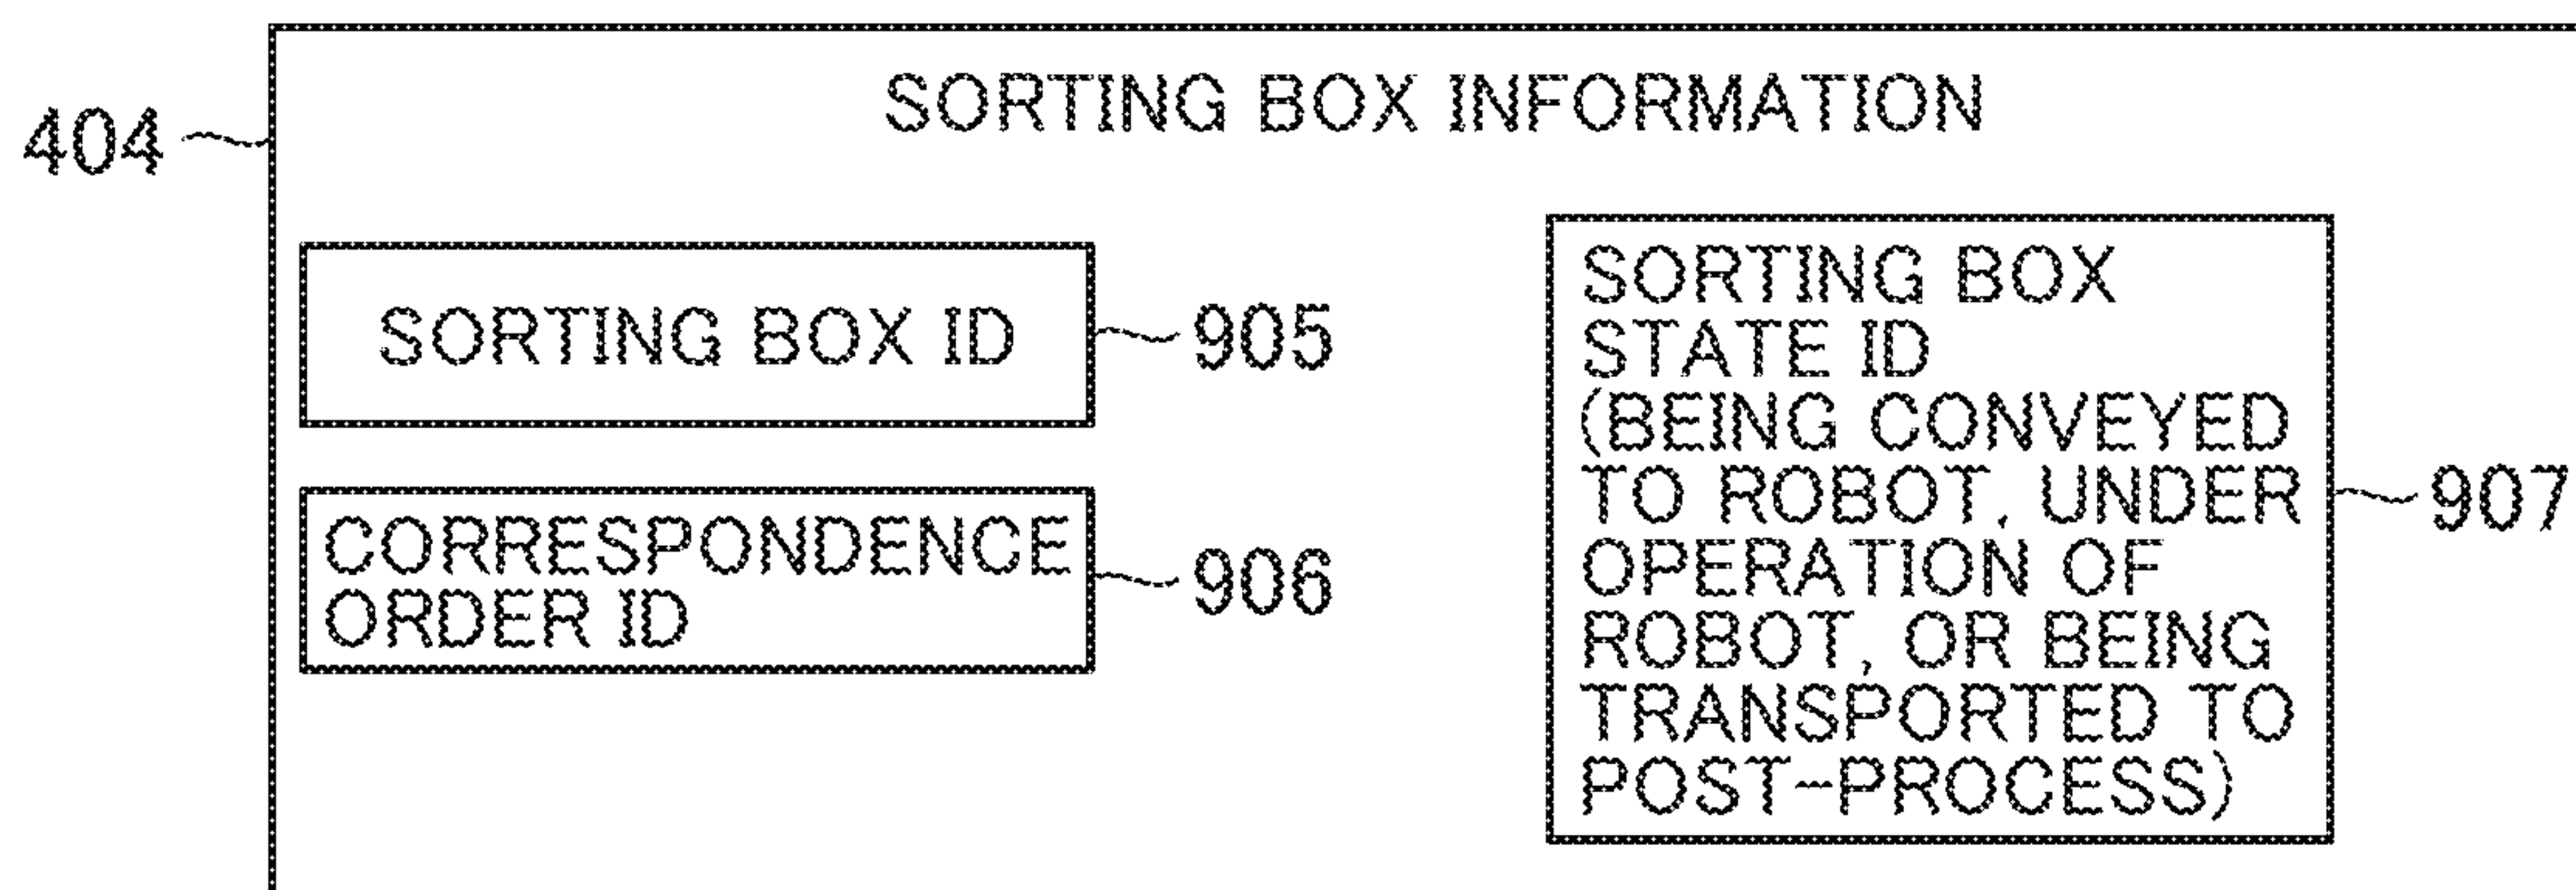 404
SORTING BOX INFORMATION
SORTING BOX ID
905
CORRESPONDENCE
ORDER ID
906
SORTING BOX
STATE ID
(BEING CONVEYED
TO ROBOT, UNDER
OPERATION OF
ROBOT, OR BEING
TRANSPORTED TO
POST-PROCESS)
907